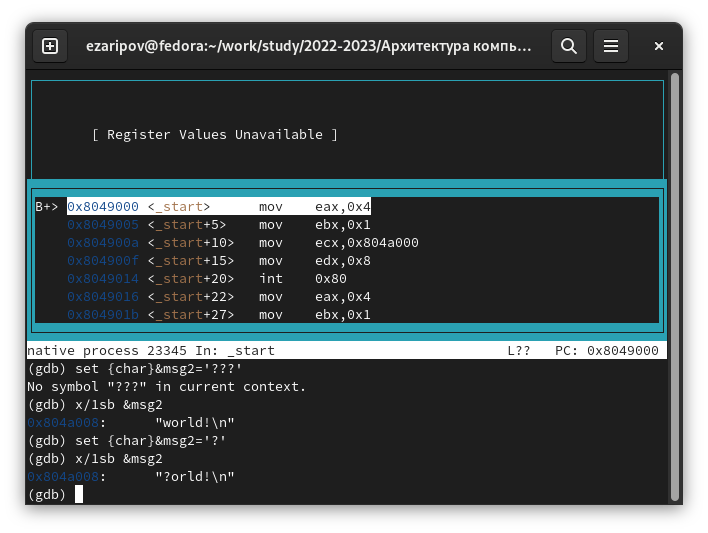 ezaripov@fedora:~/work/study/2022-2023/Архитектура компь...
[ Register Values Unavailable ]
B+> 0x8049000 <_start> mov eax,0x4
0x8049005 <_start+5> mov ebx,0x1
0x804900a <_start+10> mov ecx,0x804a000
0x804900f <_start+15> mov edx,0x8
0x8049014 <_start+20> int 0x80
0x8049016 <_start+22> mov eax,0x4
0x804901b <_start+27> mov ebx,0x1
native process 23345 In: _start L?? PC: 0x8049000
(gdb) set {char}&msg2='???'
No symbol "???" in current context.
(gdb) x/1sb &msg2
0x804a008: "world!\n"
(gdb) set {char}&msg2='?'
(gdb) x/1sb &msg2
0x804a008: "?orld!\n"
(gdb)